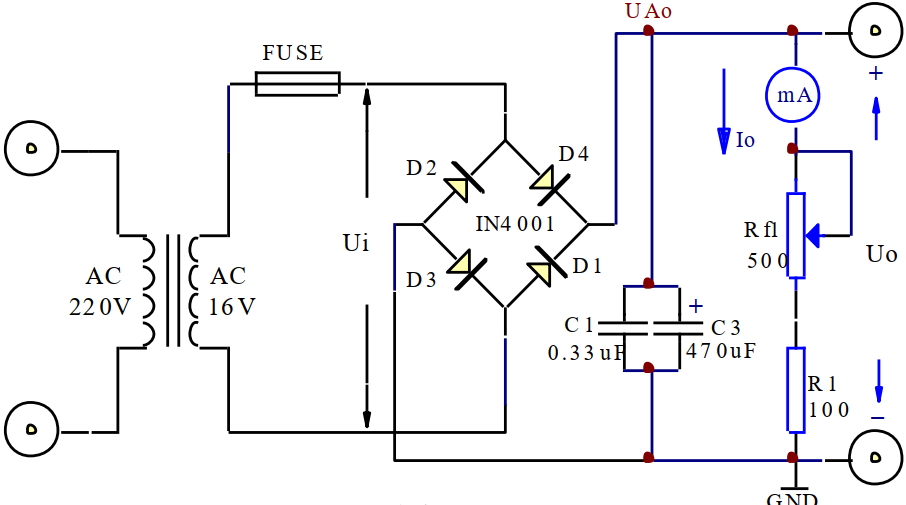 UAo
FUSE
+
mA
Io
D2
D4
IN4001
Ui
Rfl
500
Uo
AC
220V
AC
16V
D3
D1
+
C1
0.33uF
C3
470uF
R1
100
−
GND